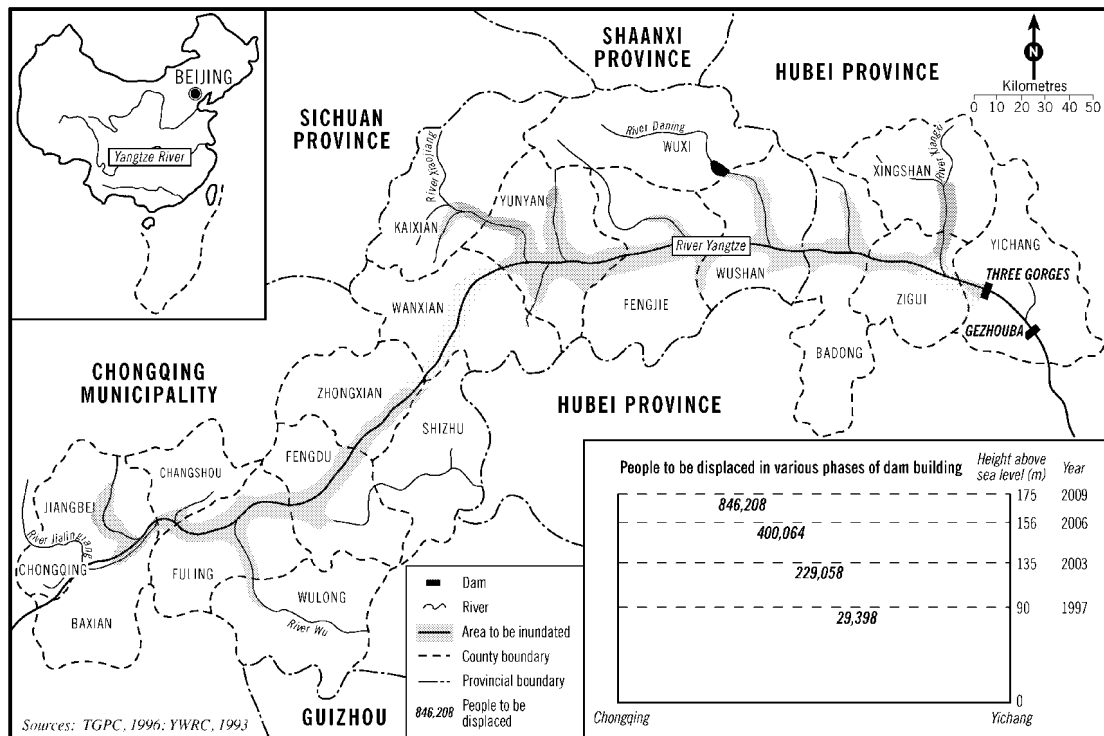 BEIJING
Yangtze River
SHAANXI
PROVINCE
HUBEI PROVINCE
N
Kilometres
0 10 20 30 40 50
SICHUAN
PROVINCE
River Daning
WUXI
River Xiaojiang
YUNYAN
KAIXIAN
XINGSHAN
River Xiangxi
YICHANG
River Yangtze
WUSHAN
THREE GORGES
WANXIAN
FENGJIE
ZIGUI
GEZHOUBA
BADONG
CHONGQING
MUNICIPALITY
ZHONGXIAN
HUBEI PROVINCE
SHIZHU
FENGDU
CHANGSHOU
JIANGBEI
River Jialingjiang
CHONGQING
FULING
WULONG
BAXIAN
River Wu
GUIZHOU
Sources: TGPC, 1996; YWRC, 1993
Dam
River
Area to be inundated
County boundary
Provincial boundary
846,208 People to be
displaced
People to be displaced in various phases of dam building
Height above
sea level (m)
Year
846,208 175 2009
400,064 156 2006
229,058 135 2003
29,398 90 1997
0
Chongqing
Yichang